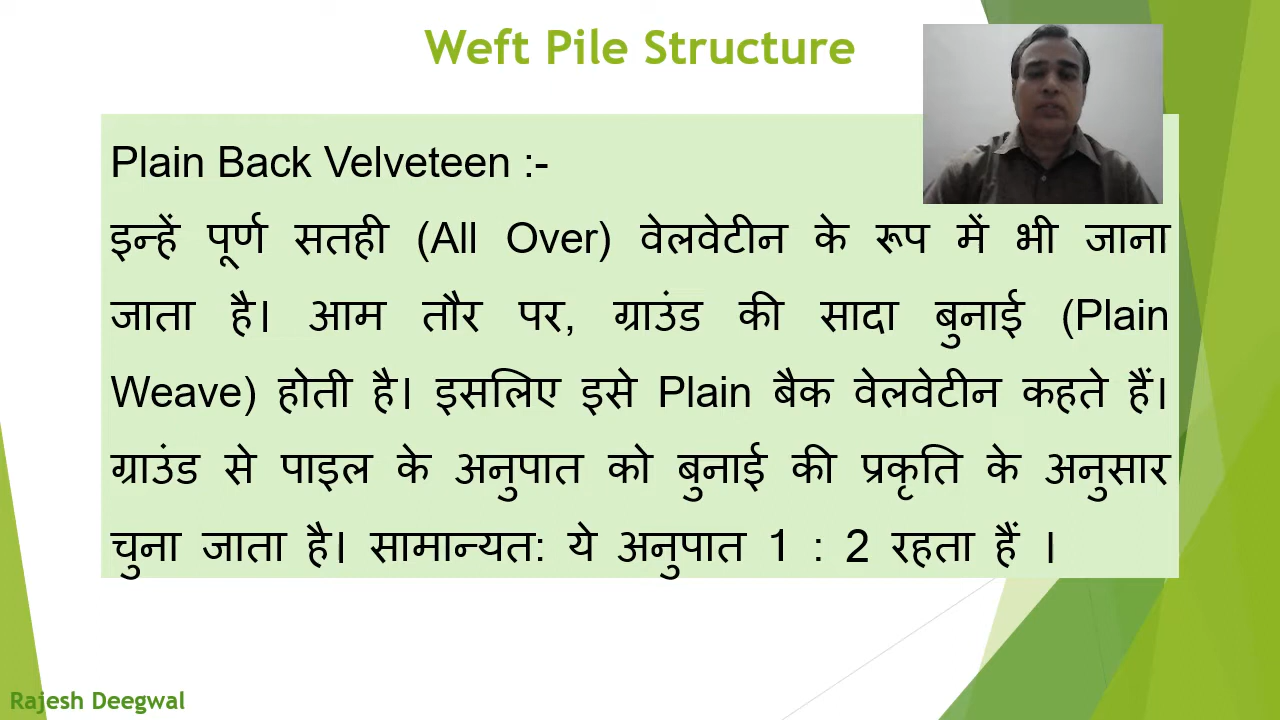 Weft Pile Structure
Plain Back Velveteen :-
इन्हें पूर्ण सतही (All Over) वेलवेटीन के रूप में भी जाना
जाता है। आम तौर पर, ग्राउंड की सादा बुनाई (Plain
Weave) होती है। इसलिए इसे Plain बैक वेलवेटीन कहते हैं।
ग्राउंड से पाइल के अनुपात को बुनाई की प्रकृति के अनुसार
चुना जाता है। सामान्यत: ये अनुपात 1 : 2 रहता हैं ।
Rajesh Deegwal